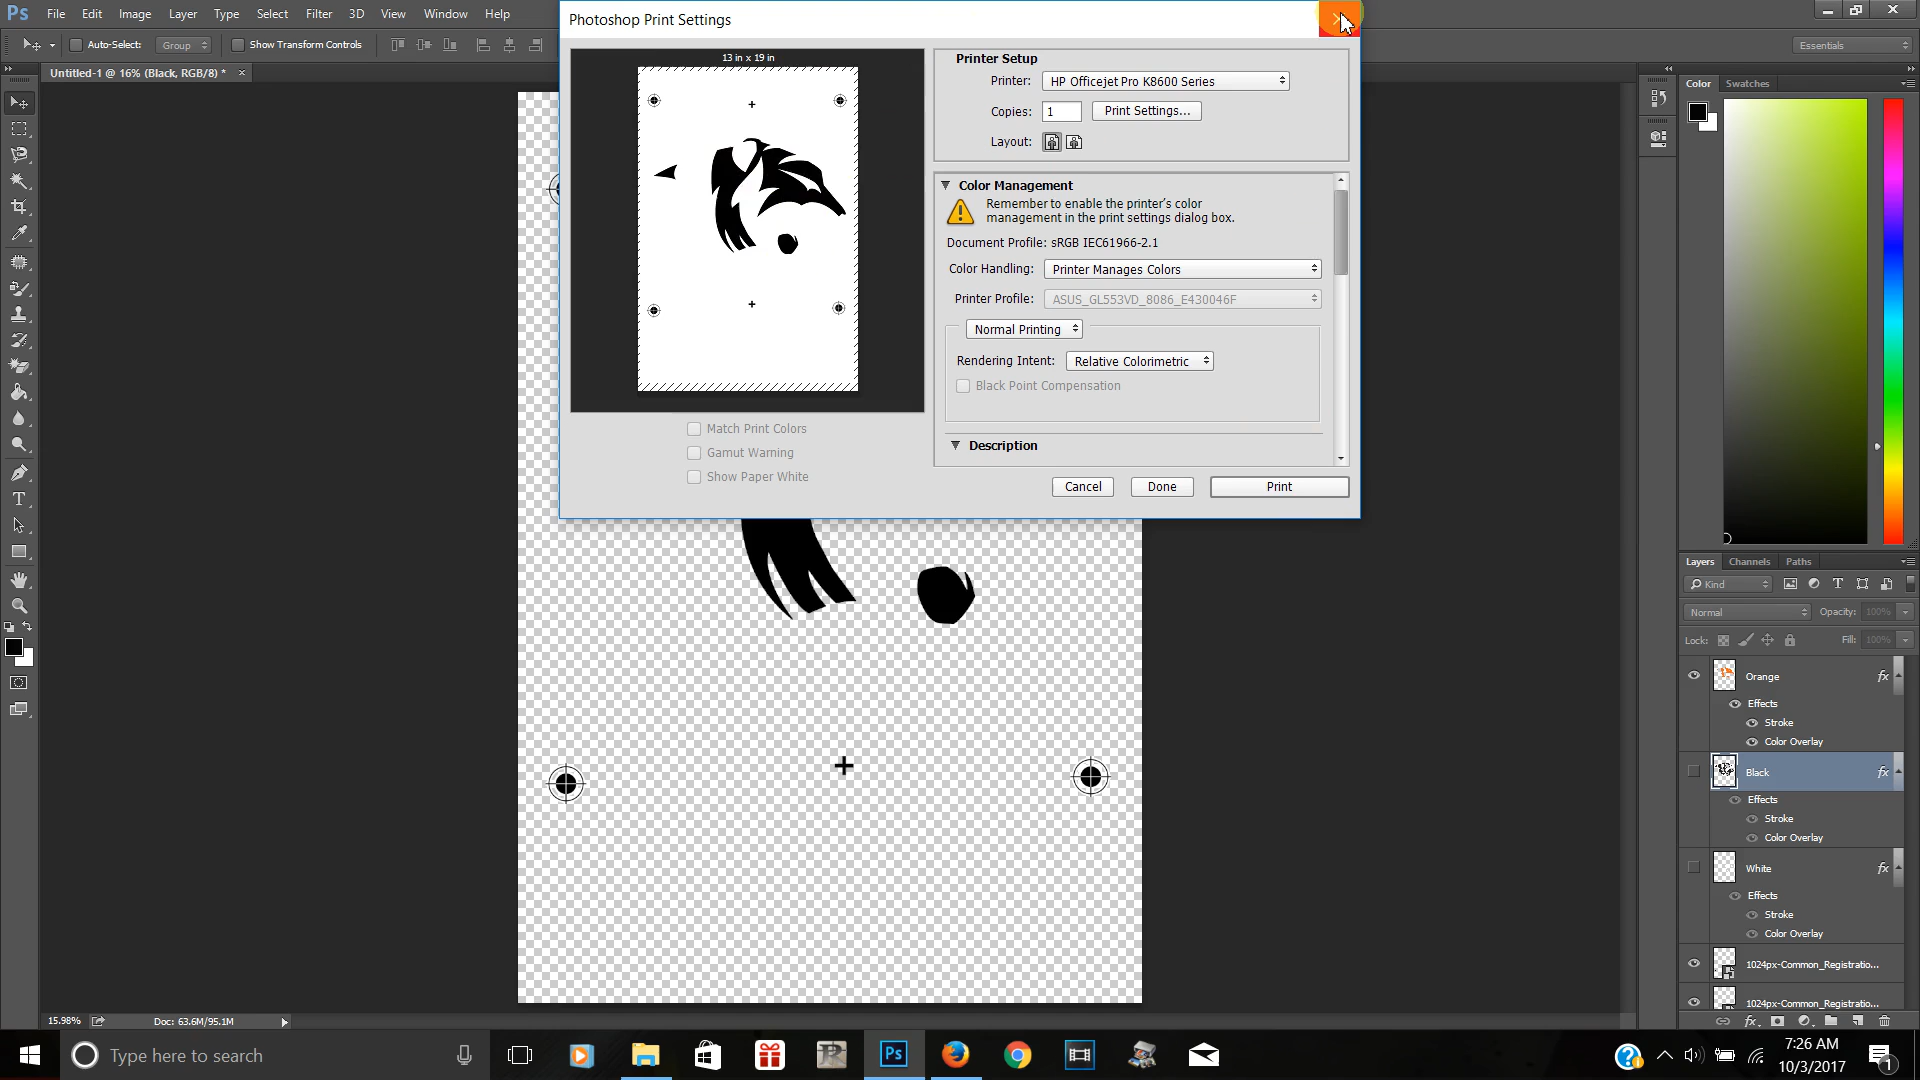 Ps File Edit Image Layer Type Select Filter 3D View Window Help
Auto-Select: Group Show Transform Controls
Essentials
Untitled-1 @ 16% (Black, RGB/8) * ×
Photoshop Print Settings
13 in x 19 in
Match Print Colors
Gamut Warning
Show Paper White
Printer Setup
Printer: HP Officejet Pro K8600 Series
Copies: 1 Print Settings...
Layout:
Color Management
Remember to enable the printer's color
management in the print settings dialog box.
Document Profile: sRGB IEC61966-2.1
Color Handling: Printer Manages Colors
Printer Profile: ASUS_GL553VD_8086_E430046F
Normal Printing
Rendering Intent: Relative Colorimetric
Black Point Compensation
Description
Cancel Done Print
Color Swatches
Layers Channels Paths
Kind
Normal Opacity: 100%
Lock: Fill: 100%
Orange fx
Effects
Stroke
Color Overlay
Black fx
Effects
Stroke
Color Overlay
White fx
Effects
Stroke
Color Overlay
1024px-Common_Registratio...
1024px-Common_Registratio...
15.98% Doc: 63.6M/95.1M
Type here to search
Ps
7:26 AM
10/3/2017
1